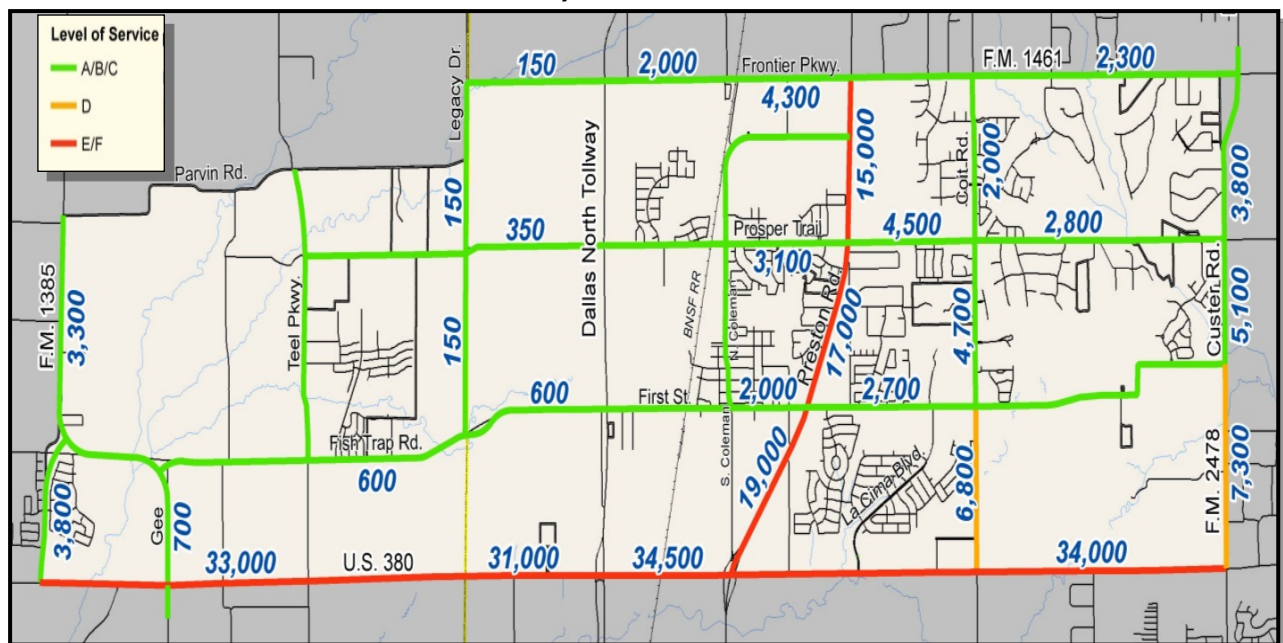 Level of Service
A/B/C
D
E/F
150
2,000
Frontier Pkwy.
F.M. 1461
2,300
4,300
Legacy Dr.
Parvin Rd.
150
Dallas North Tollway
15,000
Coit Rd.
2,000
3,800
350
Prosper Trail
4,500
2,800
3,100
F.M. 1385
3,300
Teel Pkwy.
150
BNSF RR
N. Coleman
Preston Rd.
17,000
4,700
Custer Rd.
5,100
600
First St.
2,000
2,700
Fish Trap Rd.
600
S. Coleman
19,000
La Cima Blvd.
6,800
F.M. 2478
7,300
3,800
Gee
700
33,000
U.S. 380
31,000
34,500
34,000